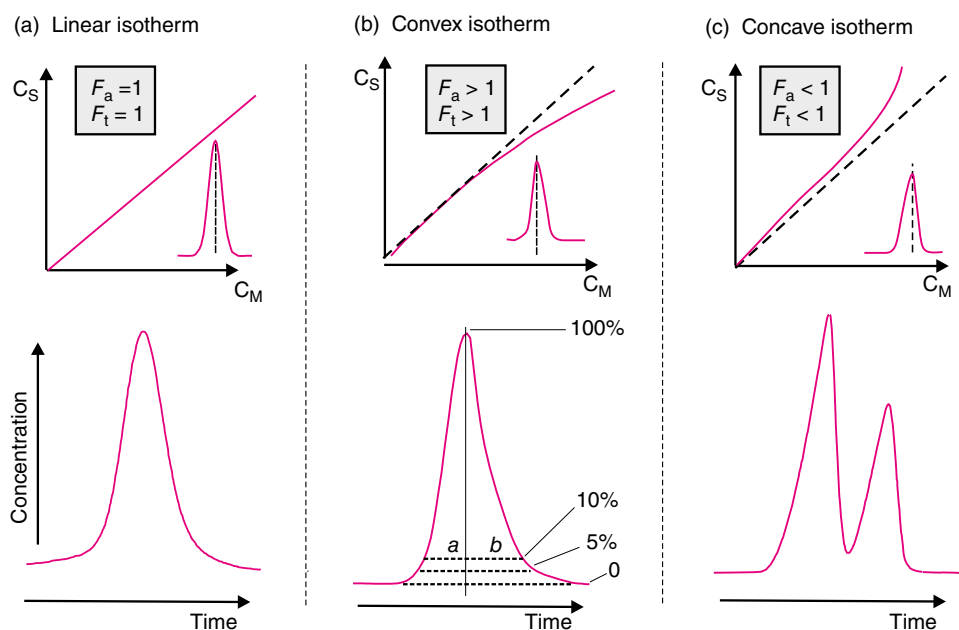 (a) Linear isotherm
C_S
F_a =1
F_t = 1
C_M
Concentration
Time
(b) Convex isotherm
C_S
F_a > 1
F_t > 1
C_M
100%
a
b
10%
5%
0
Time
(c) Concave isotherm
C_S
F_a < 1
F_t < 1
C_M
Time